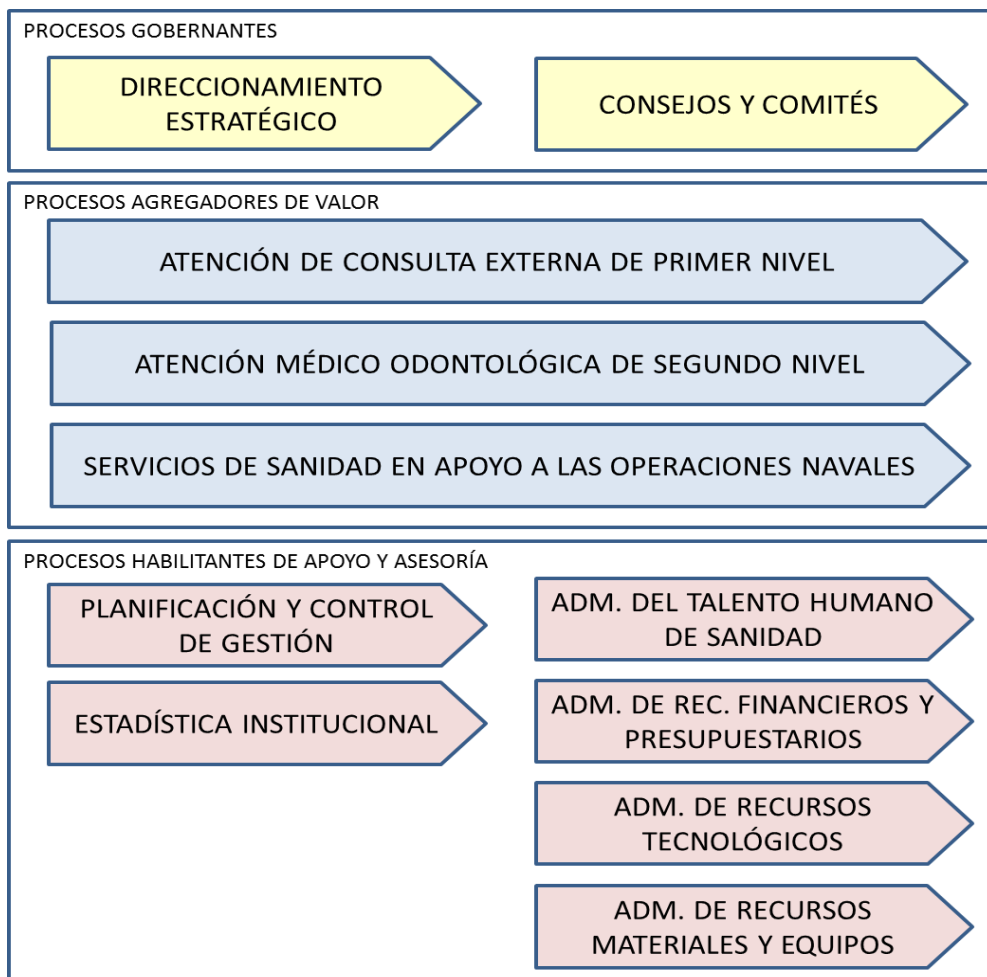 PROCESOS GOBERNANTES
DIRECCIONAMIENTO
ESTRATÉGICO
CONSEJOS Y COMITÉS
PROCESOS AGREGADORES DE VALOR
ATENCIÓN DE CONSULTA EXTERNA DE PRIMER NIVEL
ATENCIÓN MÉDICO ODONTOLÓGICA DE SEGUNDO NIVEL
SERVICIOS DE SANIDAD EN APOYO A LAS OPERACIONES NAVALES
PROCESOS HABILITANTES DE APOYO Y ASESORÍA
PLANIFICACIÓN Y CONTROL
DE GESTIÓN
ESTADÍSTICA INSTITUCIONAL
ADM. DEL TALENTO HUMANO
DE SANIDAD
ADM. DE REC. FINANCIEROS Y
PRESUPUESTARIOS
ADM. DE RECURSOS
TECNOLÓGICOS
ADM. DE RECURSOS
MATERIALES Y EQUIPOS